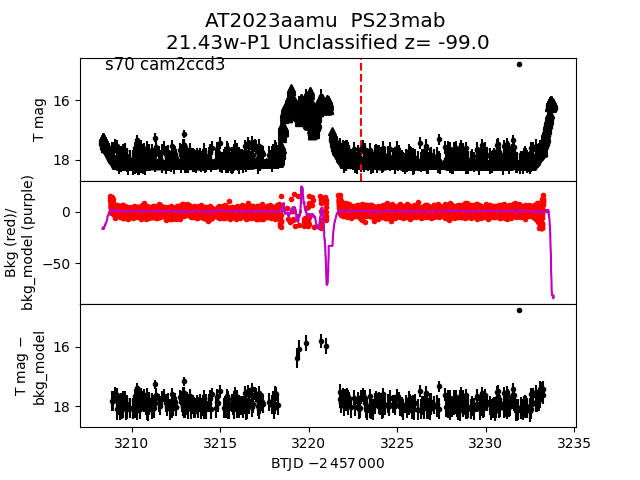 AT2023aamu  PS23mab
21.43w-P1 Unclassified z= -99.0
s70 cam2ccd3
T mag
16
18
Bkg (red)/
bkg_model (purple)
0
−50
T mag −
bkg_model
16
18
3210 3215 3220 3225 3230 3235
BTJD −2 457 000